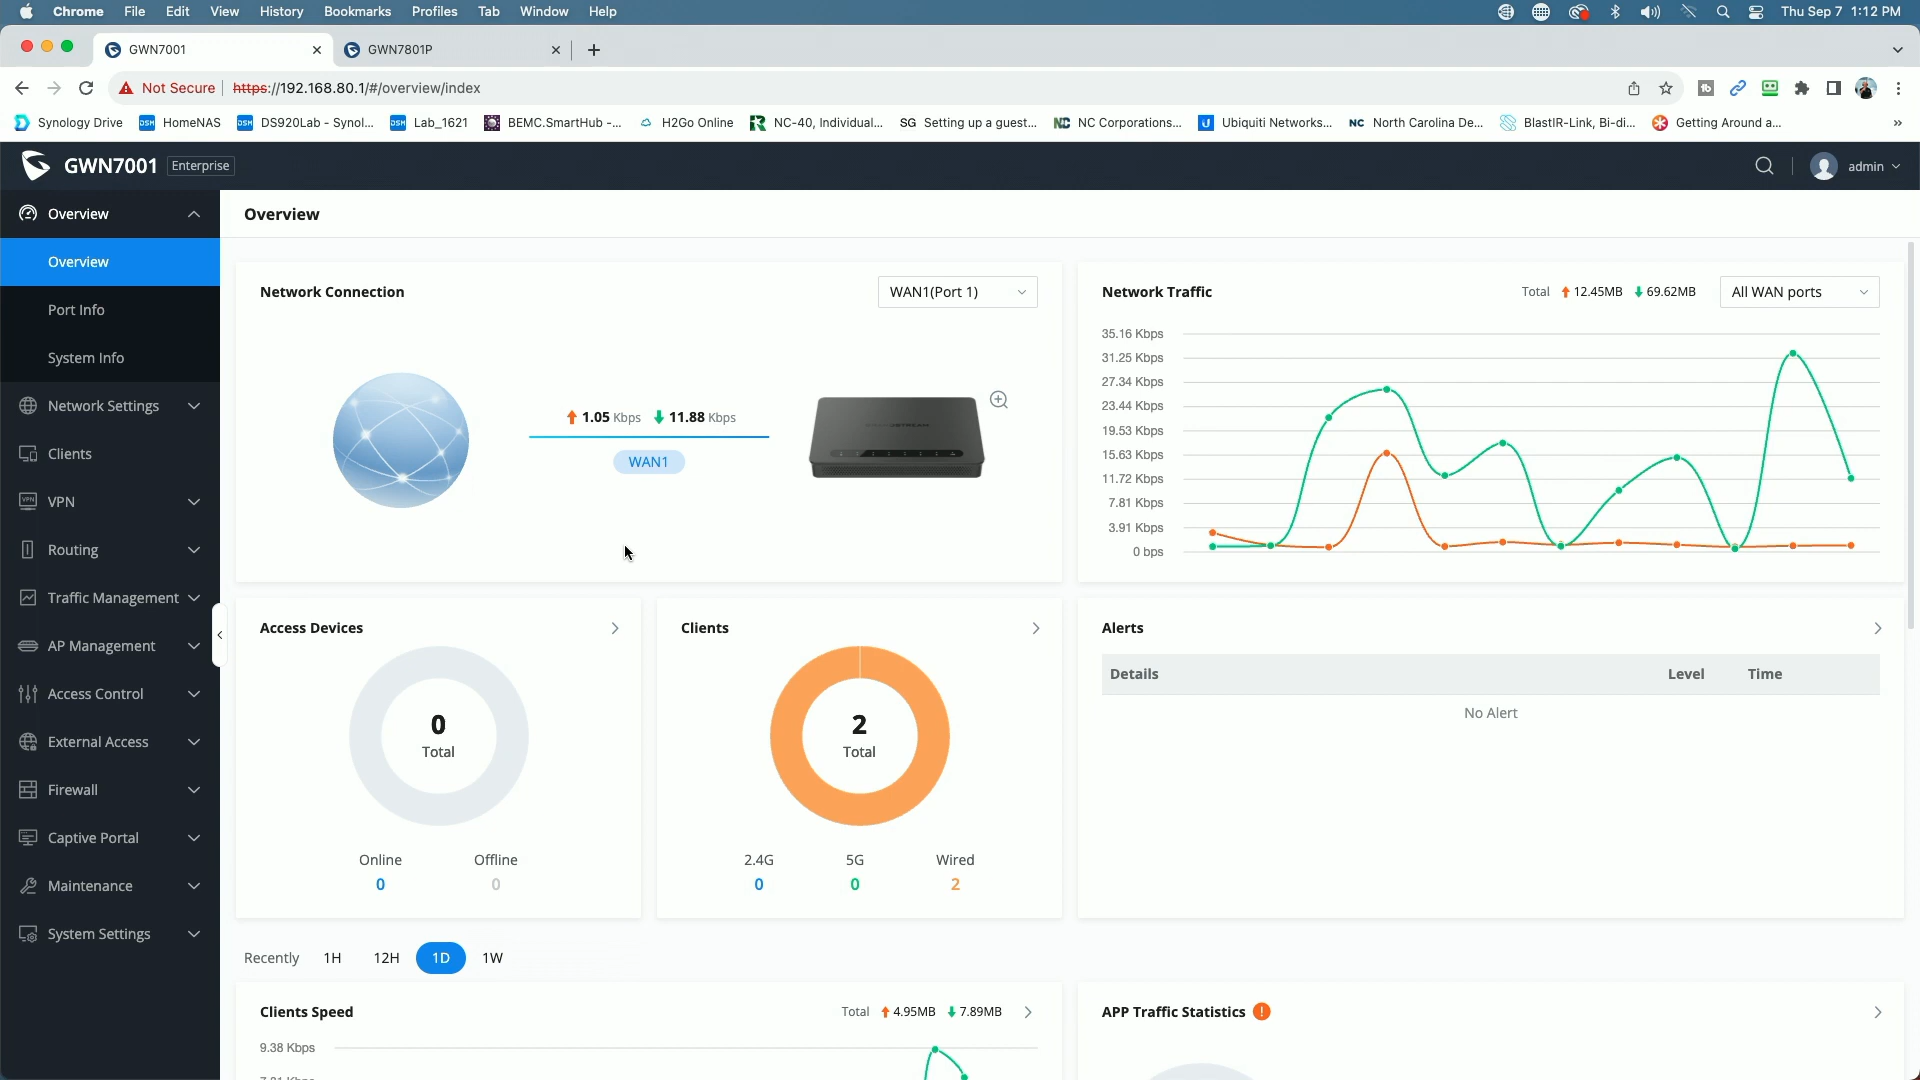 Chrome File Edit View History Bookmarks Profiles Tab Window Help Thu Sep 7 1:12 PM
GWN7001 GWN7801P
Not Secure https://192.168.80.1/#/overview/index
Synology Drive DSM HomeNAS DSM DS920Lab - Synol... DSM Lab_1621 BEMC.SmartHub -... H2Go Online NC-40, Individual... SG Setting up a guest... NC Corporations... Ubiquiti Networks... NC North Carolina De... BlastIR-Link, Bi-di... Getting Around a... »
GWN7001 Enterprise admin
Overview
Overview
Port Info
System Info
Network Settings
Clients
VPN VPN
Routing
Traffic Management
AP Management
Access Control
External Access
Firewall
Captive Portal
Maintenance
System Settings
Overview
Network Connection WAN1(Port 1)
1.05 Kbps 11.88 Kbps
WAN1
Network Traffic Total 12.45MB 69.62MB All WAN ports
35.16 Kbps
31.25 Kbps
27.34 Kbps
23.44 Kbps
19.53 Kbps
15.63 Kbps
11.72 Kbps
7.81 Kbps
3.91 Kbps
0 bps
Access Devices
0
Total
Online Offline
0 0
Clients
2
Total
2.4G 5G Wired
0 0 2
Alerts
Details Level Time
No Alert
Recently 1H 12H 1D 1W
Clients Speed Total 4.95MB 7.89MB
9.38 Kbps
APP Traffic Statistics !